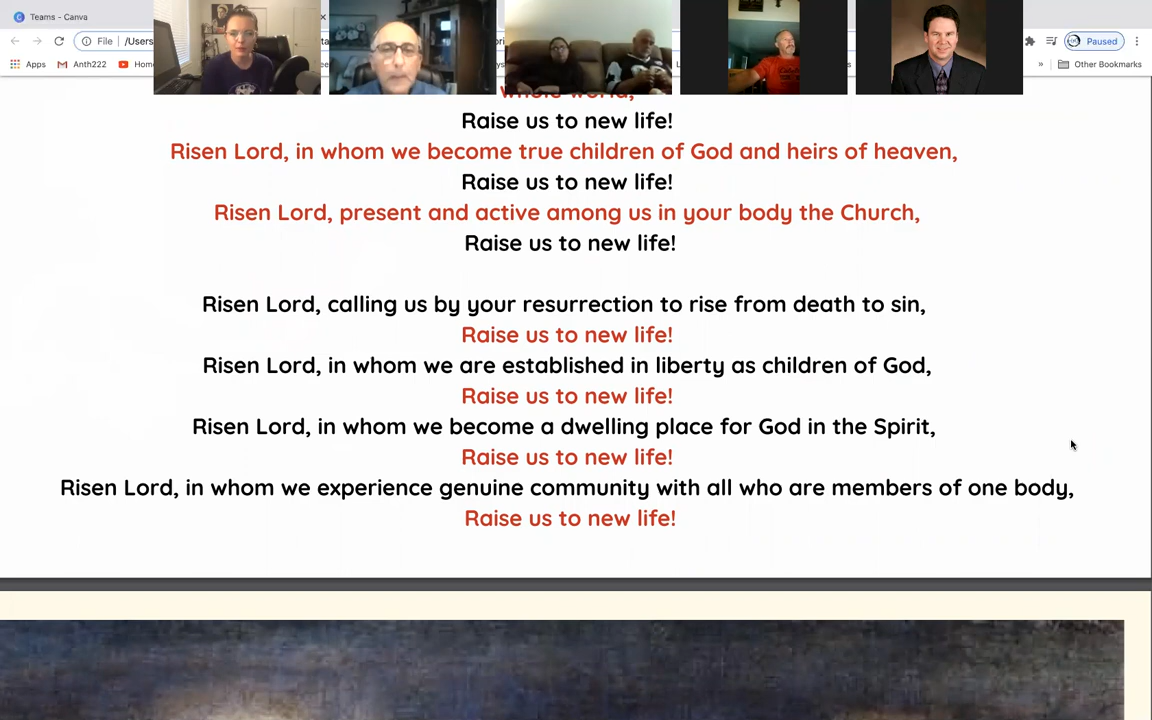 Teams - Canva
File
/Users
Paused
Apps
Anth222
Other Bookmarks
whole world,
Raise us to new life!
Risen Lord, in whom we become true children of God and heirs of heaven,
Raise us to new life!
Risen Lord, present and active among us in your body the Church,
Raise us to new life!
Risen Lord, calling us by your resurrection to rise from death to sin,
Raise us to new life!
Risen Lord, in whom we are established in liberty as children of God,
Raise us to new life!
Risen Lord, in whom we become a dwelling place for God in the Spirit,
Raise us to new life!
Risen Lord, in whom we experience genuine community with all who are members of one body,
Raise us to new life!